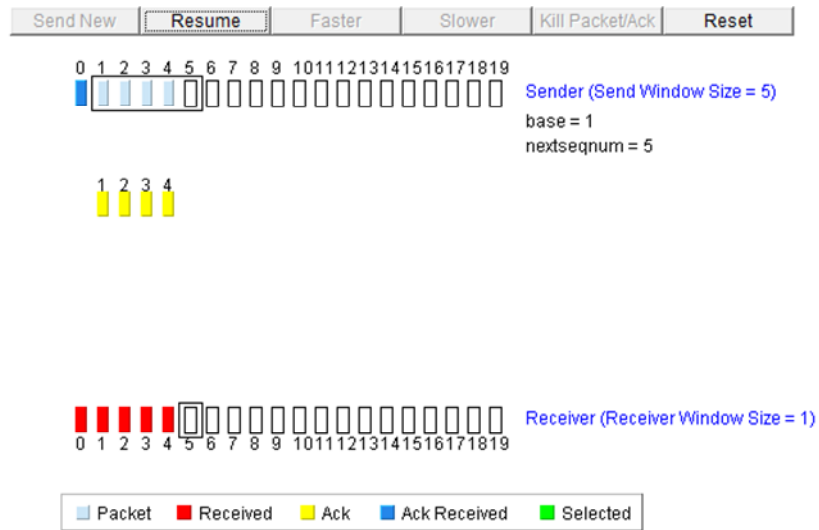 Send New Resume Faster Slower Kill Packet/Ack Reset
0 1 2 3 4 5 6 7 8 9 10111213141516171819
Sender (Send Window Size = 5)
base = 1
nextseqnum = 5
1 2 3 4
Receiver (Receiver Window Size = 1)
0 1 2 3 4 5 6 7 8 9 10111213141516171819
Packet Received Ack Ack Received Selected